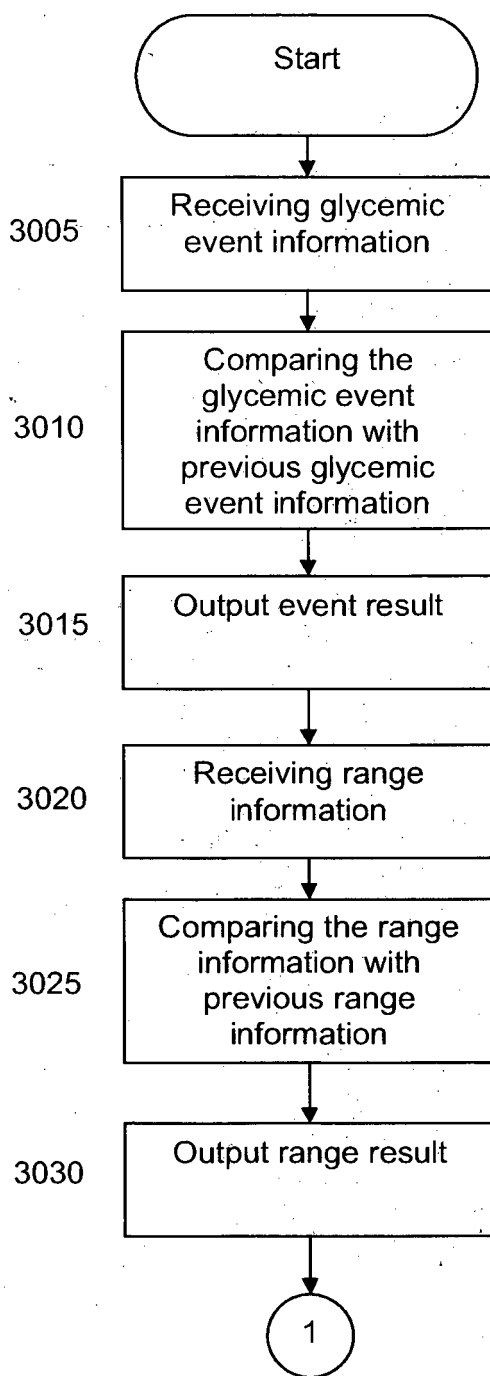 Start
3005
Receiving glycemic
event information
3010
Comparing the
glycemic event
information with
previous glycemic
event information
3015
Output event result
3020
Receiving range
information
3025
Comparing the range
information with
previous range
information
3030
Output range result
1